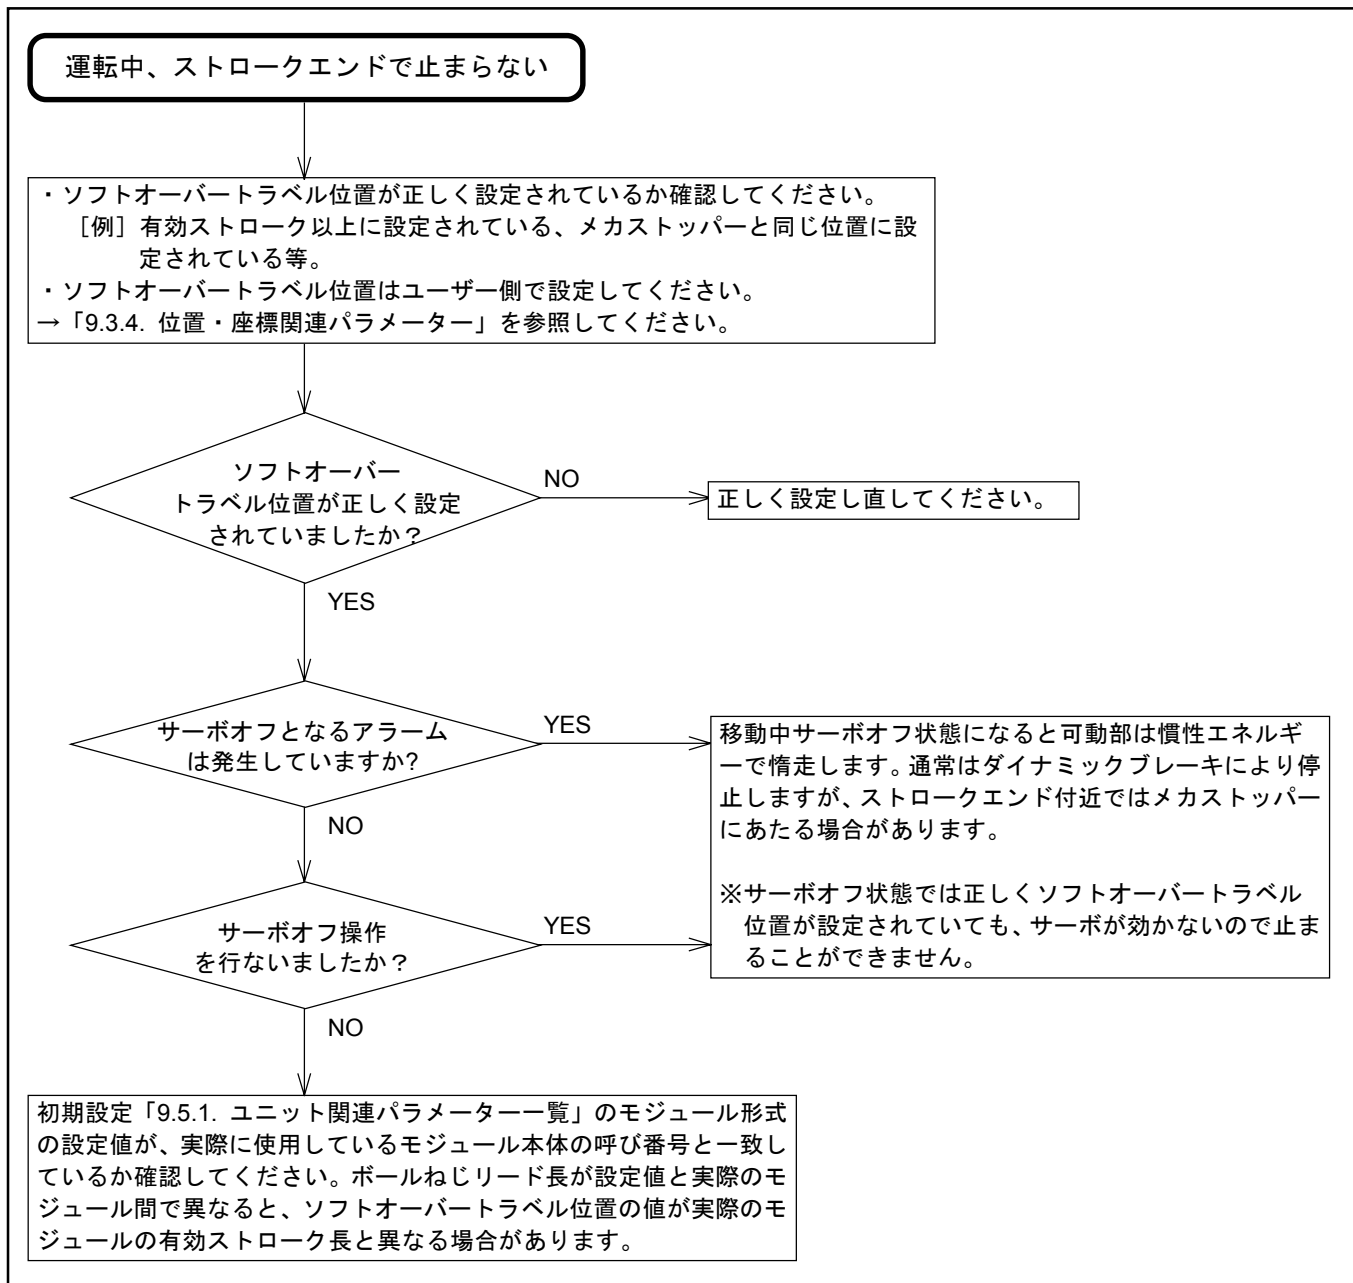 運転中、ストロークエンドで止まらない
・ソフトオーバートラベル位置が正しく設定されているか確認してください。
［例］有効ストローク以上に設定されている、メカストッパーと同じ位置に設
定されている等。
・ソフトオーバートラベル位置はユーザー側で設定してください。
→「9.3.4. 位置・座標関連パラメーター」を参照してください。
ソフトオーバー
トラベル位置が正しく設定
されていましたか？
NO
正しく設定し直してください。
YES
サーボオフとなるアラーム
は発生していますか?
YES
移動中サーボオフ状態になると可動部は慣性エネルギ
ーで惰走します。通常はダイナミックブレーキにより停
止しますが、ストロークエンド付近ではメカストッパー
にあたる場合があります。
※サーボオフ状態では正しくソフトオーバートラベル
位置が設定されていても、サーボが効かないので止ま
ることができません。
NO
サーボオフ操作
を行ないましたか？
YES
NO
初期設定「9.5.1. ユニット関連パラメーター一覧」のモジュール形式
の設定値が、実際に使用しているモジュール本体の呼び番号と一致し
ているか確認してください。ボールねじリード長が設定値と実際のモ
ジュール間で異なると、ソフトオーバートラベル位置の値が実際のモ
ジュールの有効ストローク長と異なる場合があります。